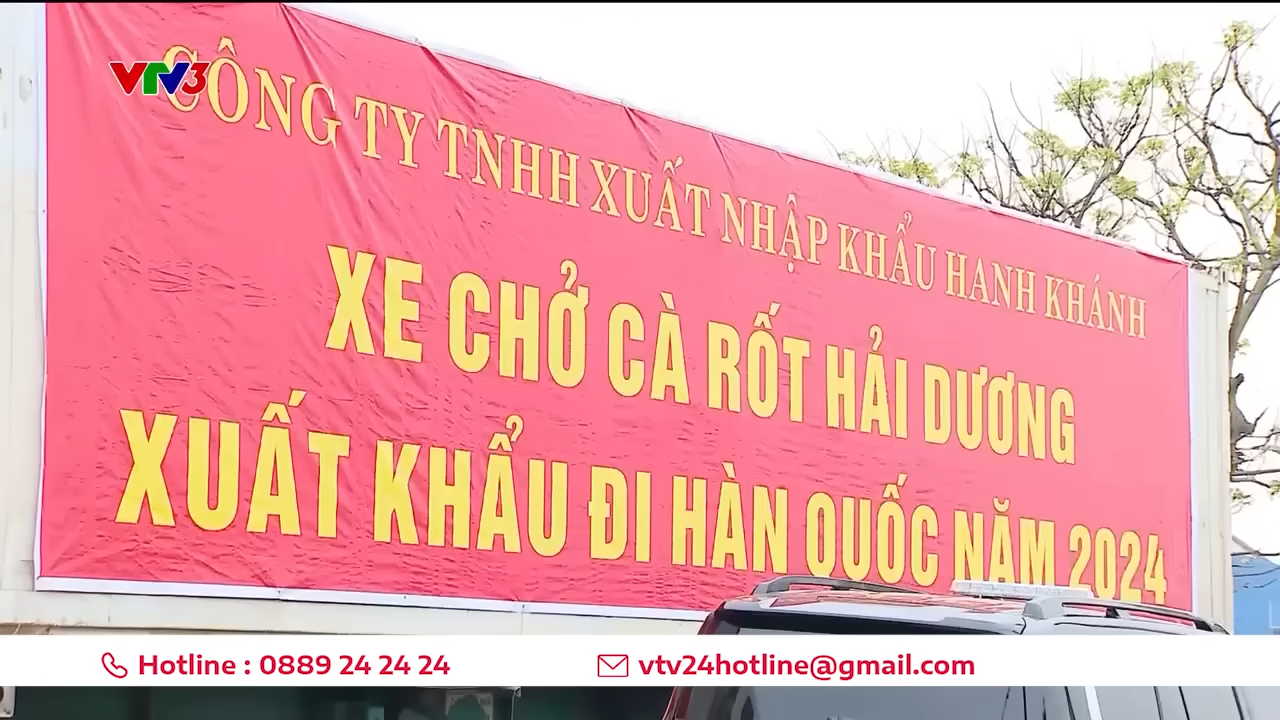 VTV3
CÔNG TY TNHH XUẤT NHẬP KHẨU HANH KHÁNH
XE CHỞ CÀ RỐT HẢI DƯƠNG
XUẤT KHẨU ĐI HÀN QUỐC NĂM 2024
Hotline : 0889 24 24 24
vtv24hotline@gmail.com